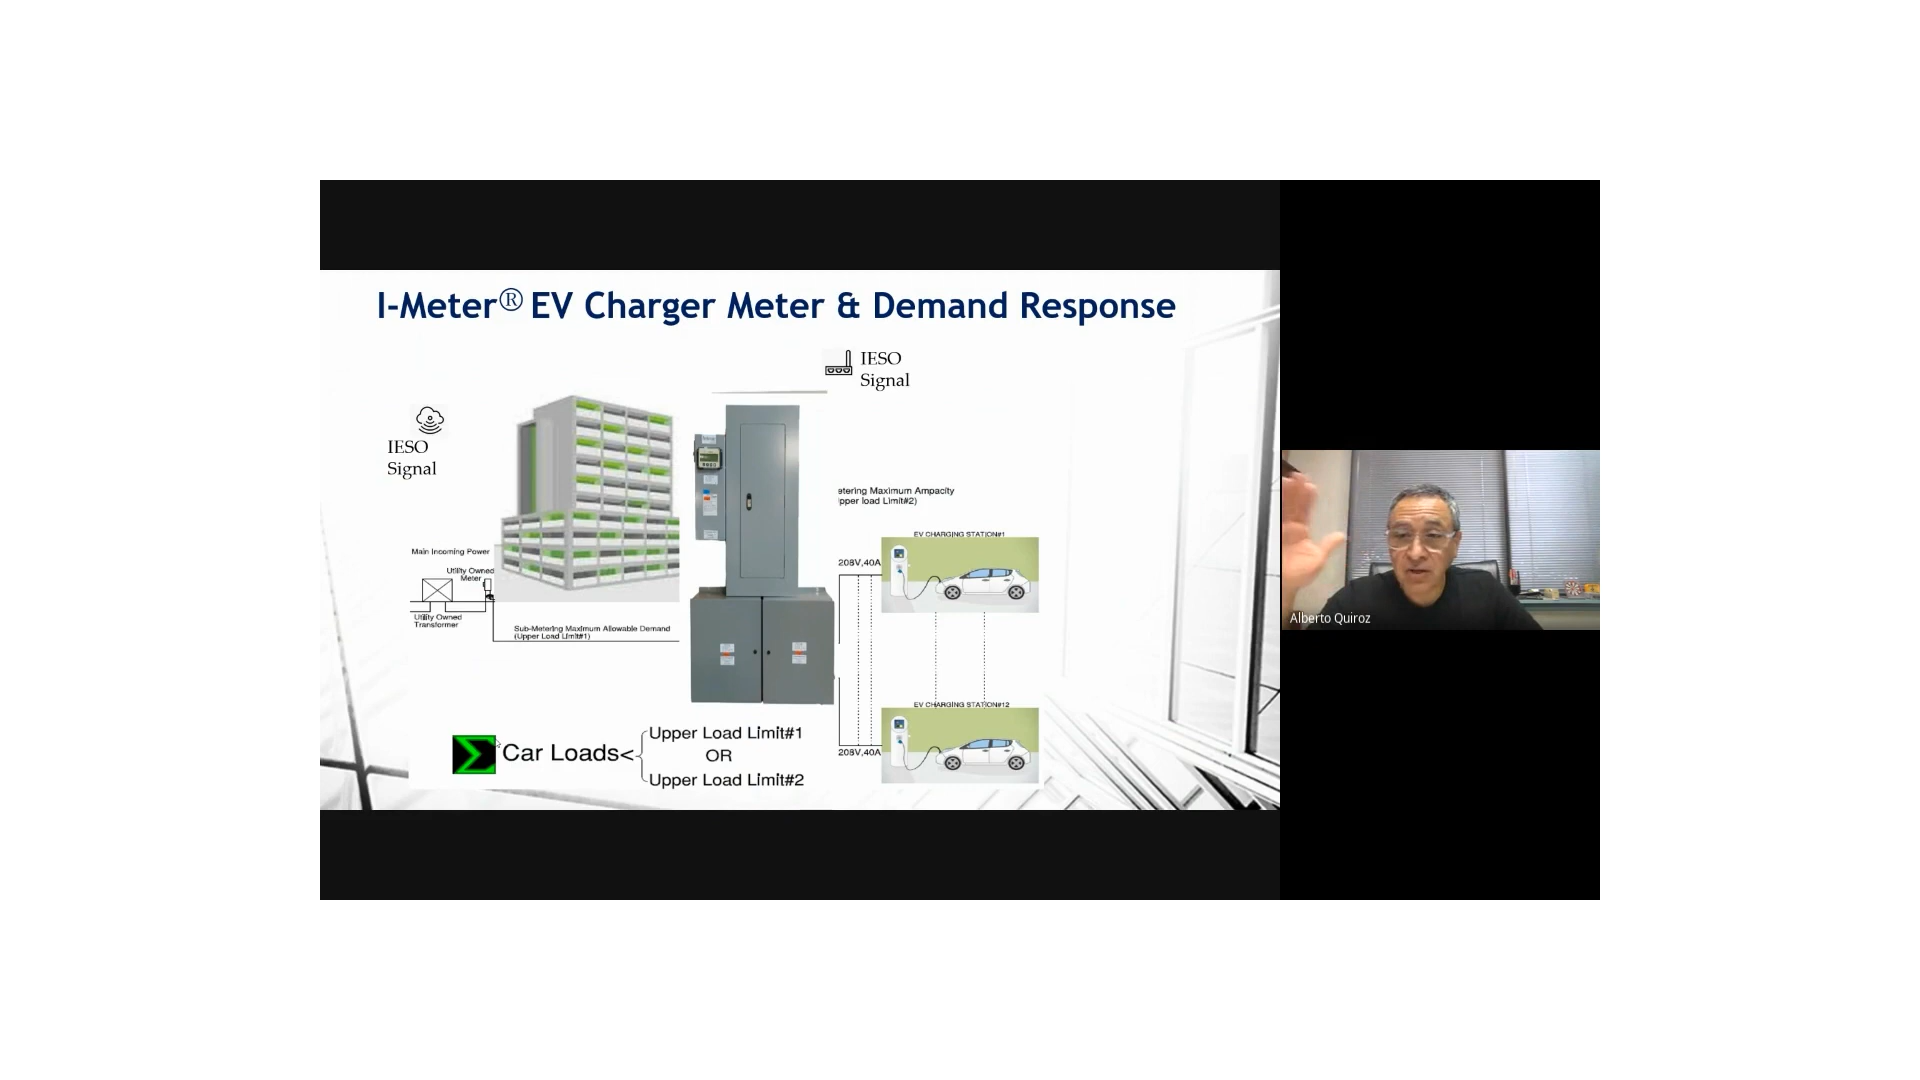 I-Meter® EV Charger Meter & Demand Response
IESO
Signal
IESO
Signal
etering Maximum Ampacity
pper load Limit#2)
EV CHARGING STATION#1
Main Incoming Power
208V,40A
Utility Owned
Meter
Utility Owned
Transformer
Sub-Metering Maximum Allowable Demand
(Upper Load Limit#1)
Alberto Quiroz
EV CHARGING STATION#12
Σ Car Loads<
Upper Load Limit#1
OR
Upper Load Limit#2
208V,40A